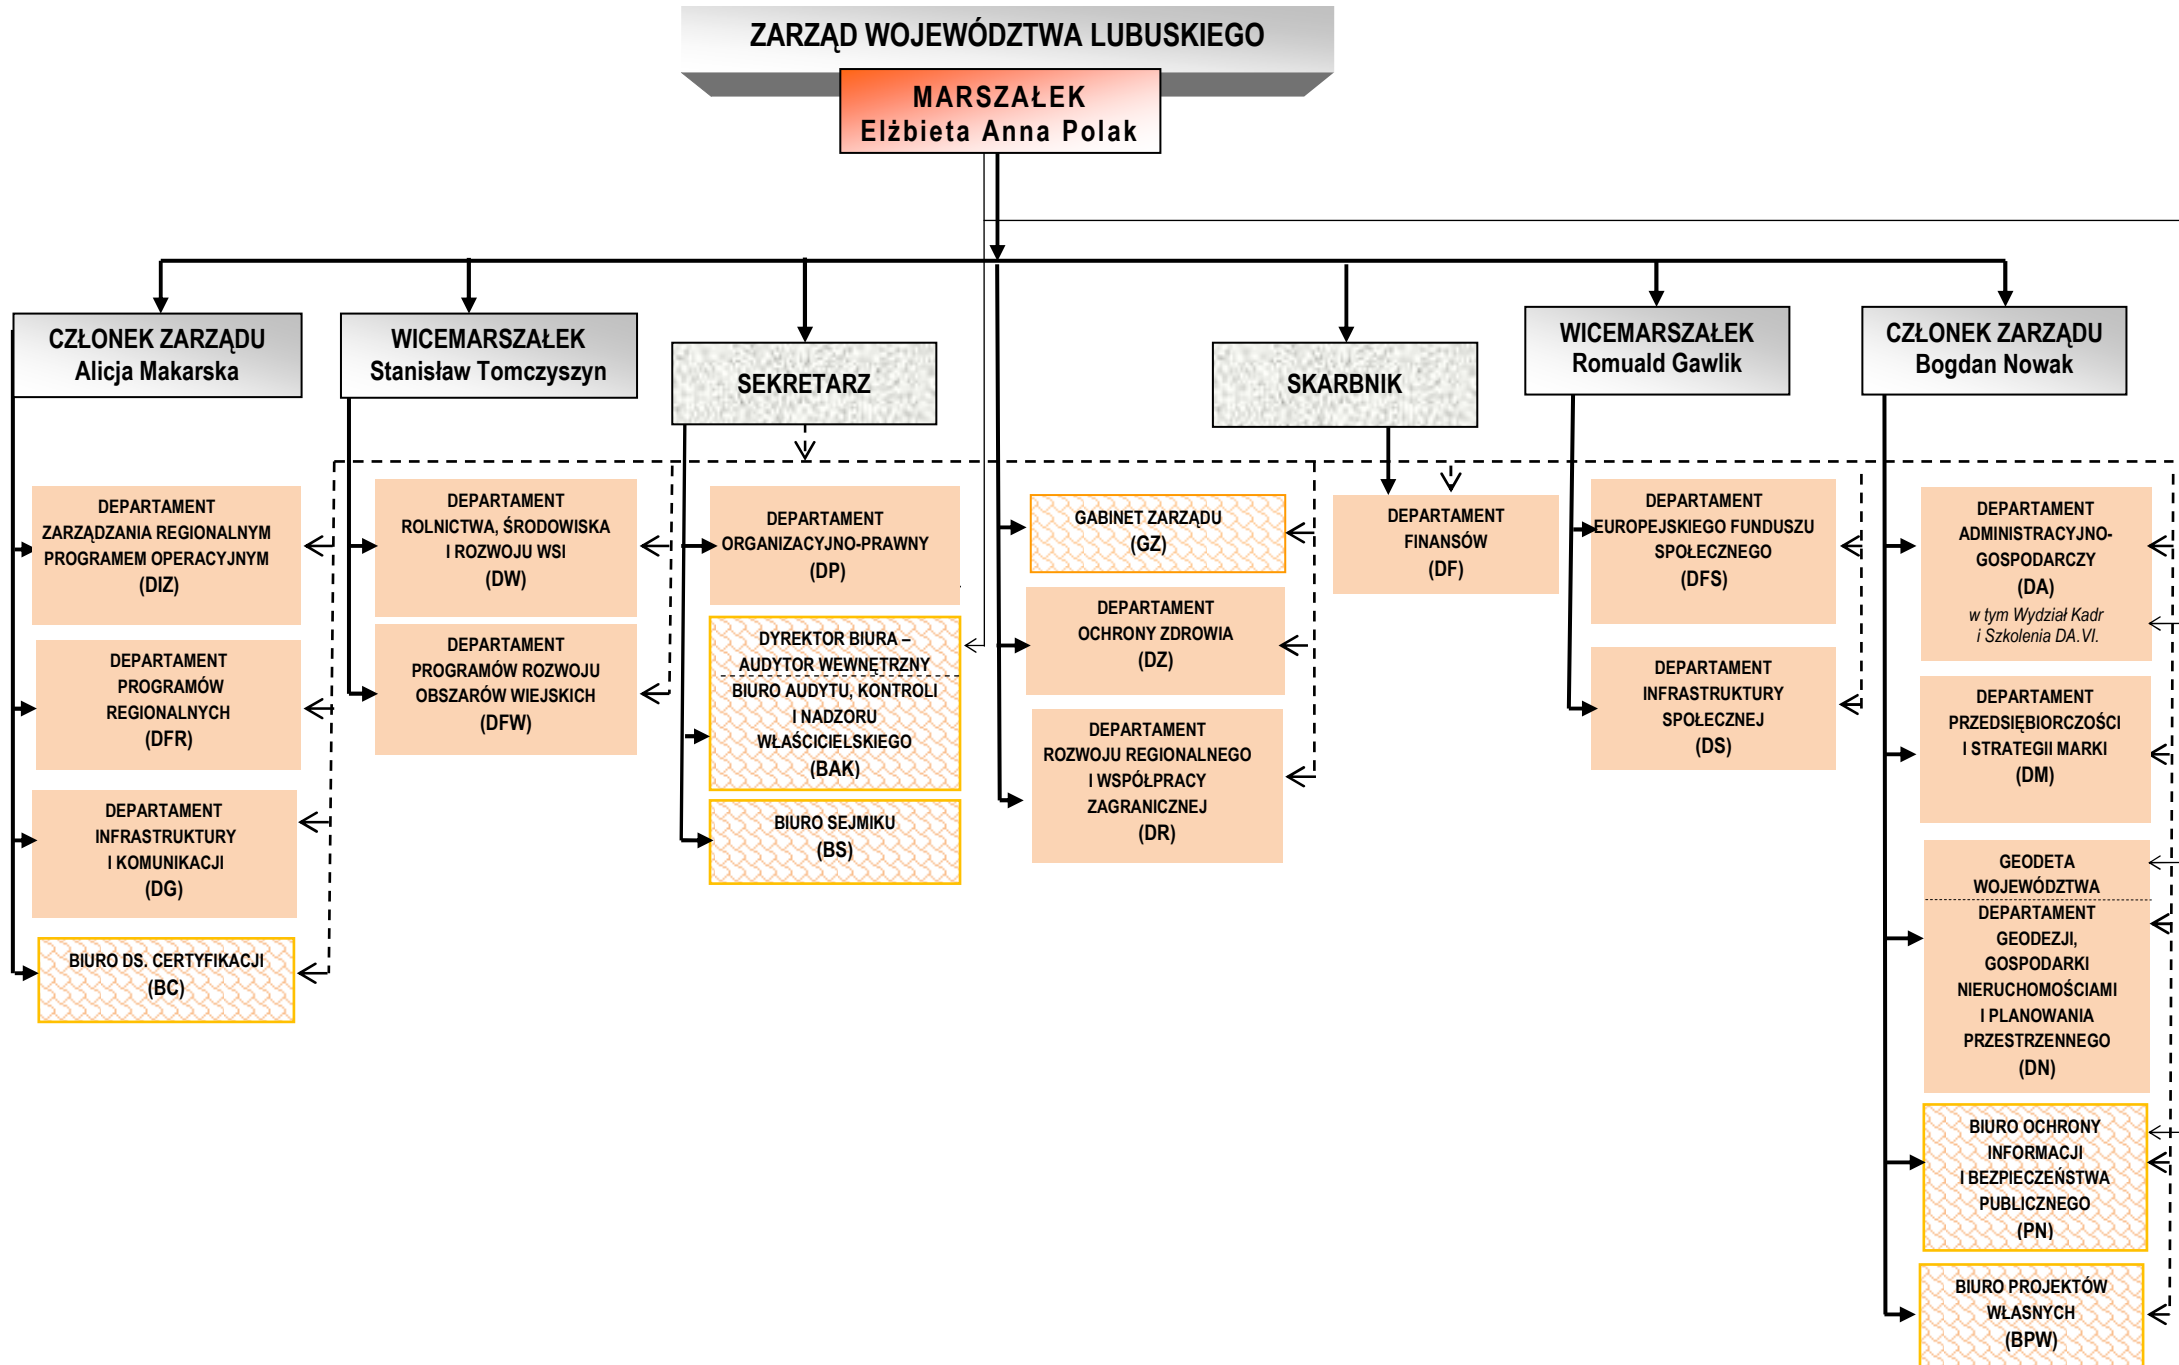 ZARZĄD WOJEWÓDZTWA LUBUSKIEGO
MARSZAŁEK
Elżbieta Anna Polak
CZŁONEK ZARZĄDU
Alicja Makarska
WICEMARSZAŁEK
Stanisław Tomczyszyn
SEKRETARZ
SKARBNIK
WICEMARSZAŁEK
Romuald Gawlik
CZŁONEK ZARZĄDU
Bogdan Nowak
DEPARTAMENT
ZARZĄDZANIA REGIONALNYM
PROGRAMEM OPERACYJNYM
(DIZ)
DEPARTAMENT
PROGRAMÓW
REGIONALNYCH
(DFR)
DEPARTAMENT
INFRASTRUKTURY
I KOMUNIKACJI
(DG)
BIURO DS. CERTYFIKACJI
(BC)
DEPARTAMENT
ROLNICTWA, ŚRODOWISKA
I ROZWOJU WSI
(DW)
DEPARTAMENT
PROGRAMÓW ROZWOJU
OBSZARÓW WIEJSKICH
(DFW)
DEPARTAMENT
ORGANIZACYJNO-PRAWNY
(DP)
DYREKTOR BIURA –
AUDYTOR WEWNĘTRZNY
BIURO AUDYTU, KONTROLI
I NADZORU
WŁAŚCICIELSKIEGO
(BAK)
BIURO SEJMIKU
(BS)
GABINET ZARZĄDU
(GZ)
DEPARTAMENT
OCHRONY ZDROWIA
(DZ)
DEPARTAMENT
ROZWOJU REGIONALNEGO
I WSPÓŁPRACY
ZAGRANICZNEJ
(DR)
DEPARTAMENT
FINANSÓW
(DF)
DEPARTAMENT
EUROPEJSKIEGO FUNDUSZU
SPOŁECZNEGO
(DFS)
DEPARTAMENT
INFRASTRUKTURY
SPOŁECZNEJ
(DS)
DEPARTAMENT
ADMINISTRACYJNO-
GOSPODARCZY
(DA)
w tym Wydział Kadr
i Szkolenia DA.VI.
DEPARTAMENT
PRZEDSIĘBIORCZOŚCI
I STRATEGII MARKI
(DM)
GEODETA
WOJEWÓDZTWA
DEPARTAMENT
GEODEZJI,
GOSPODARKI
NIERUCHOMOŚCIAMI
I PLANOWANIA
PRZESTRZENNEGO
(DN)
BIURO OCHRONY
INFORMACJI
I BEZPIECZEŃSTWA
PUBLICZNEGO
(PN)
BIURO PROJEKTÓW
WŁASNYCH
(BPW)